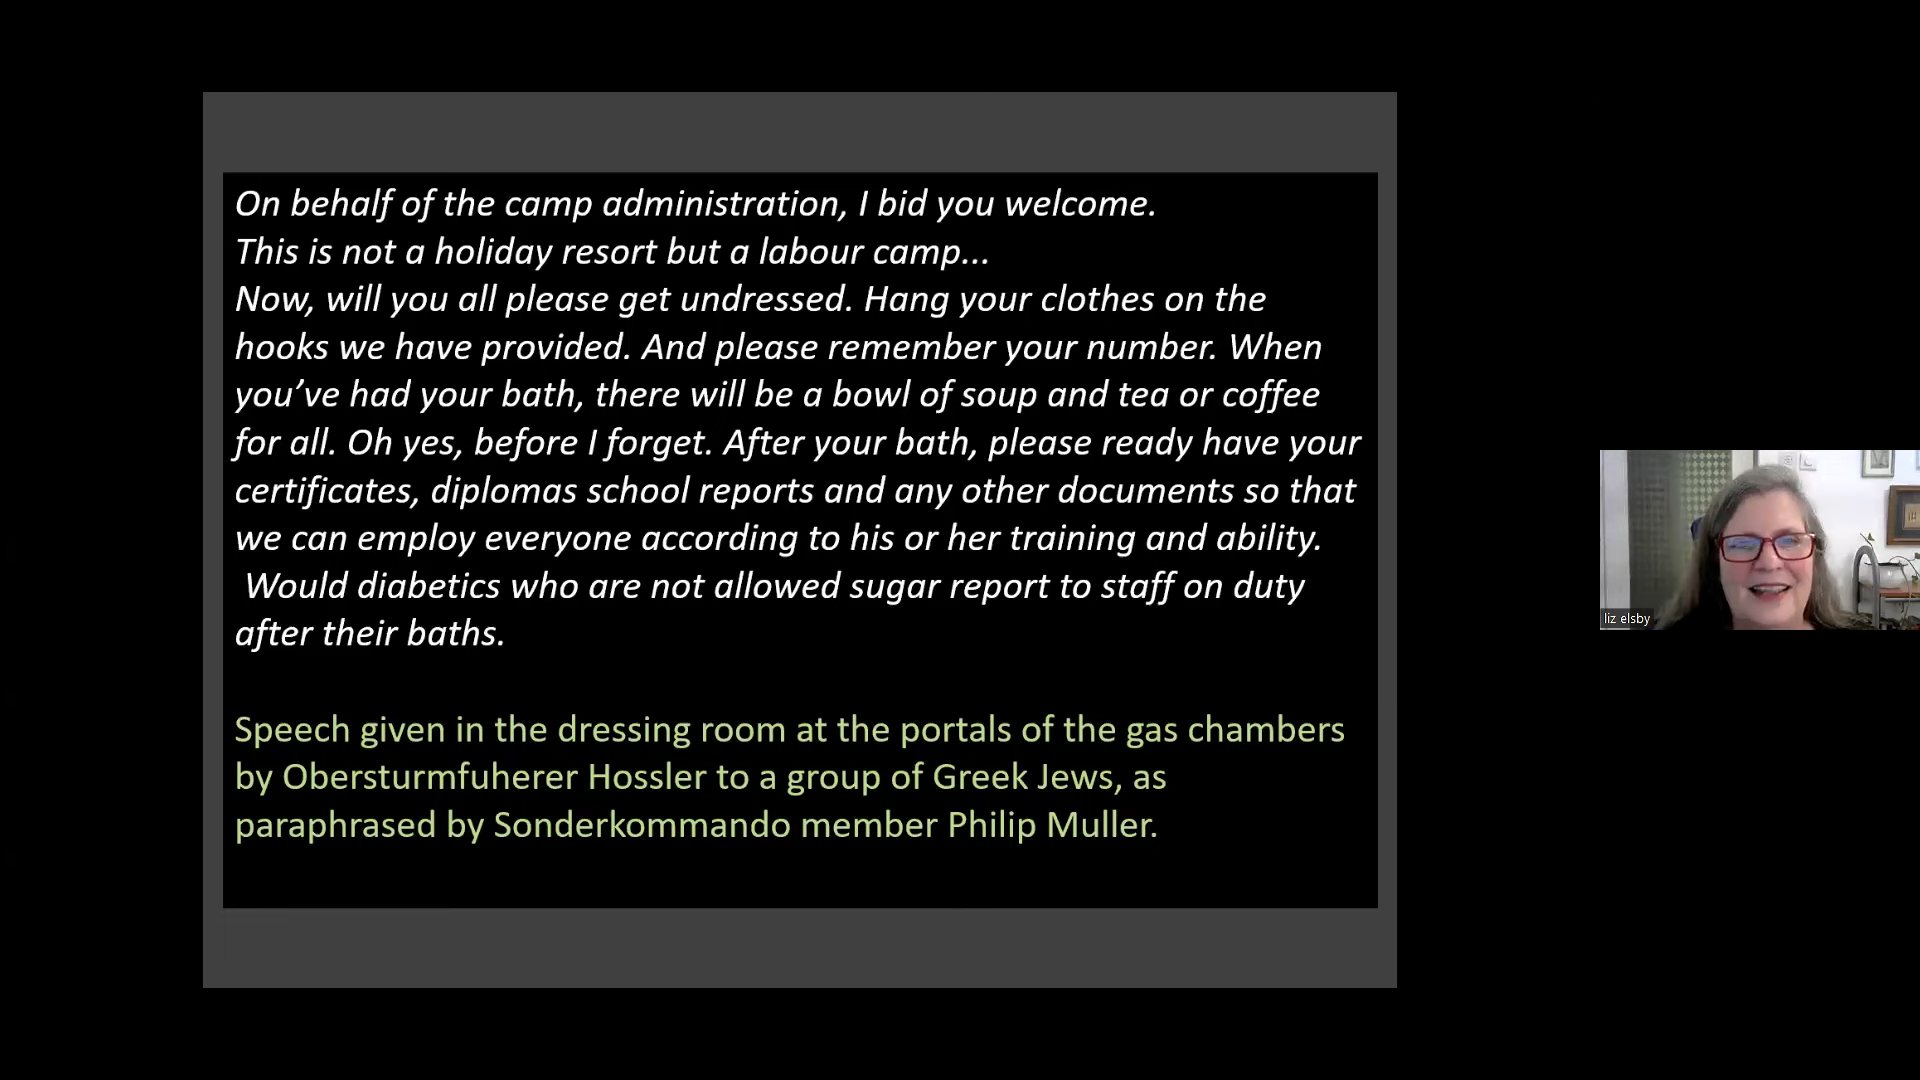 On behalf of the camp administration, I bid you welcome.
This is not a holiday resort but a labour camp...
Now, will you all please get undressed. Hang your clothes on the
hooks we have provided. And please remember your number. When
you’ve had your bath, there will be a bowl of soup and tea or coffee
for all. Oh yes, before I forget. After your bath, please ready have your
certificates, diplomas school reports and any other documents so that
we can employ everyone according to his or her training and ability.
Would diabetics who are not allowed sugar report to staff on duty
after their baths.
Speech given in the dressing room at the portals of the gas chambers
by Obersturmfuherer Hossler to a group of Greek Jews, as
paraphrased by Sonderkommando member Philip Muller.
liz elsby